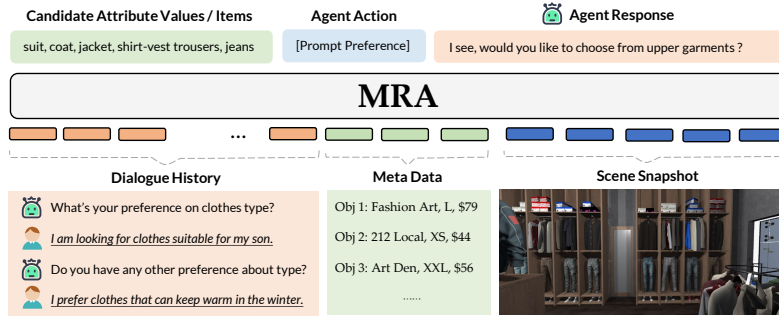 Candidate Attribute Values / Items
Agent Action
Agent Response
suit, coat, jacket, shirt-vest trousers, jeans
[Prompt Preference]
I see, would you like to choose from upper garments ?
MRA
...
Dialogue History
Meta Data
Scene Snapshot
What's your preference on clothes type?
I am looking for clothes suitable for my son.
Do you have any other preference about type?
I prefer clothes that can keep warm in the winter.
Obj 1: Fashion Art, L, $79
Obj 2: 212 Local, XS, $44
Obj 3: Art Den, XXL, $56
......